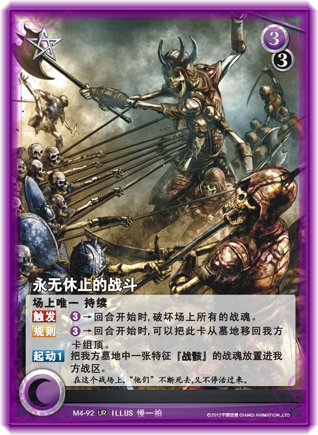 3
3
永无休止的战斗
场上唯一 持续
触发 3→回合开始时,破坏场上所有的战魂。
规则 3→回合开始时,可以把此卡从墓地移回我方
卡组顶。
起动1 把我方墓地中一张特征『战骸』的战魂放置进我
方战区。
在这个战场上,“他们”不断死去,又不停活过来。
M4-92 UR ILLUS 慢一拍